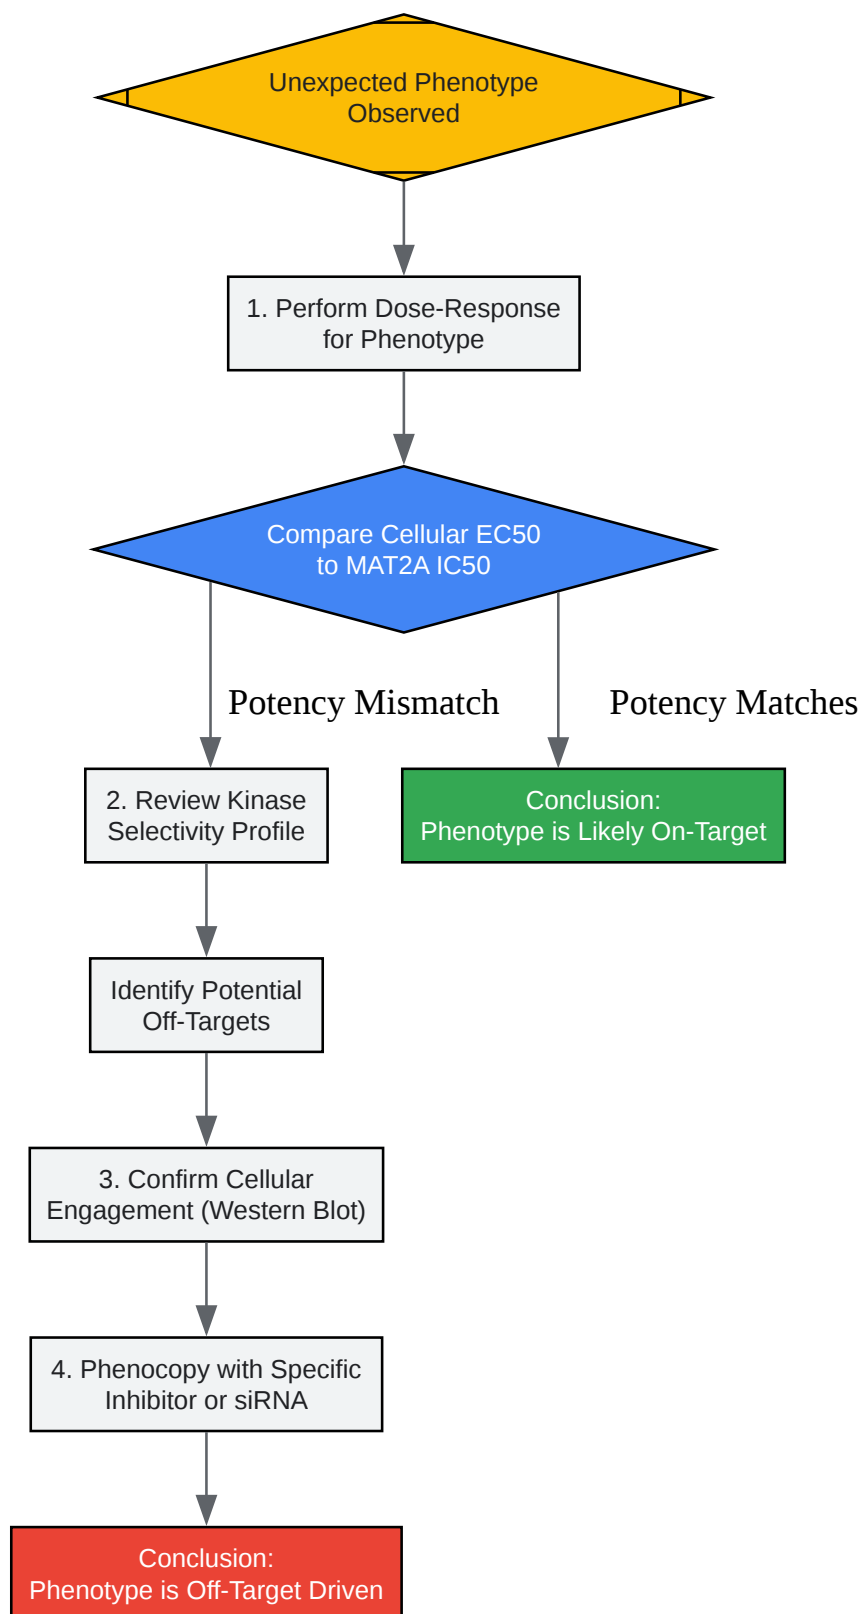 Unexpected Phenotype
Observed
1. Perform Dose-Response
for Phenotype
Compare Cellular EC50
to MAT2A IC50
Potency Mismatch
Potency Matches
2. Review Kinase
Selectivity Profile
Conclusion:
Phenotype is Likely On-Target
Identify Potential
Off-Targets
3. Confirm Cellular
Engagement (Western Blot)
4. Phenocopy with Specific
Inhibitor or siRNA
Conclusion:
Phenotype is Off-Target Driven